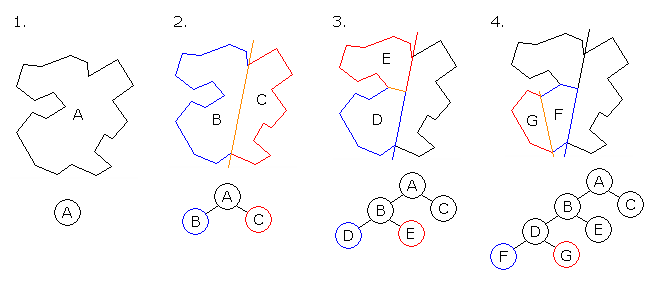 1. 2. 3. 4.
A B C E D G F
A
A B C
A B C D E
A B C D E F G